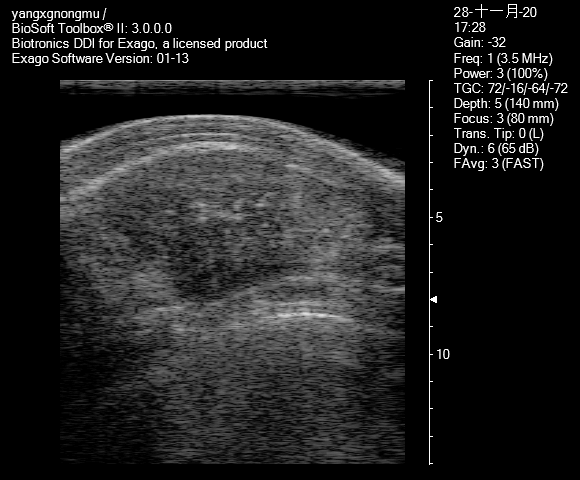 yangxgnongmu /
BioSoft Toolbox® II: 3.0.0.0
Biotronics DDI for Exago, a licensed product
Exago Software Version: 01-13
28-十一月-20
17:28
Gain: -32
Freq: 1 (3.5 MHz)
Power: 3 (100%)
TGC: 72/-16/-64/-72
Depth: 5 (140 mm)
Focus: 3 (80 mm)
Trans. Tip: 0 (L)
Dyn.: 6 (65 dB)
FAvg: 3 (FAST)
5
10